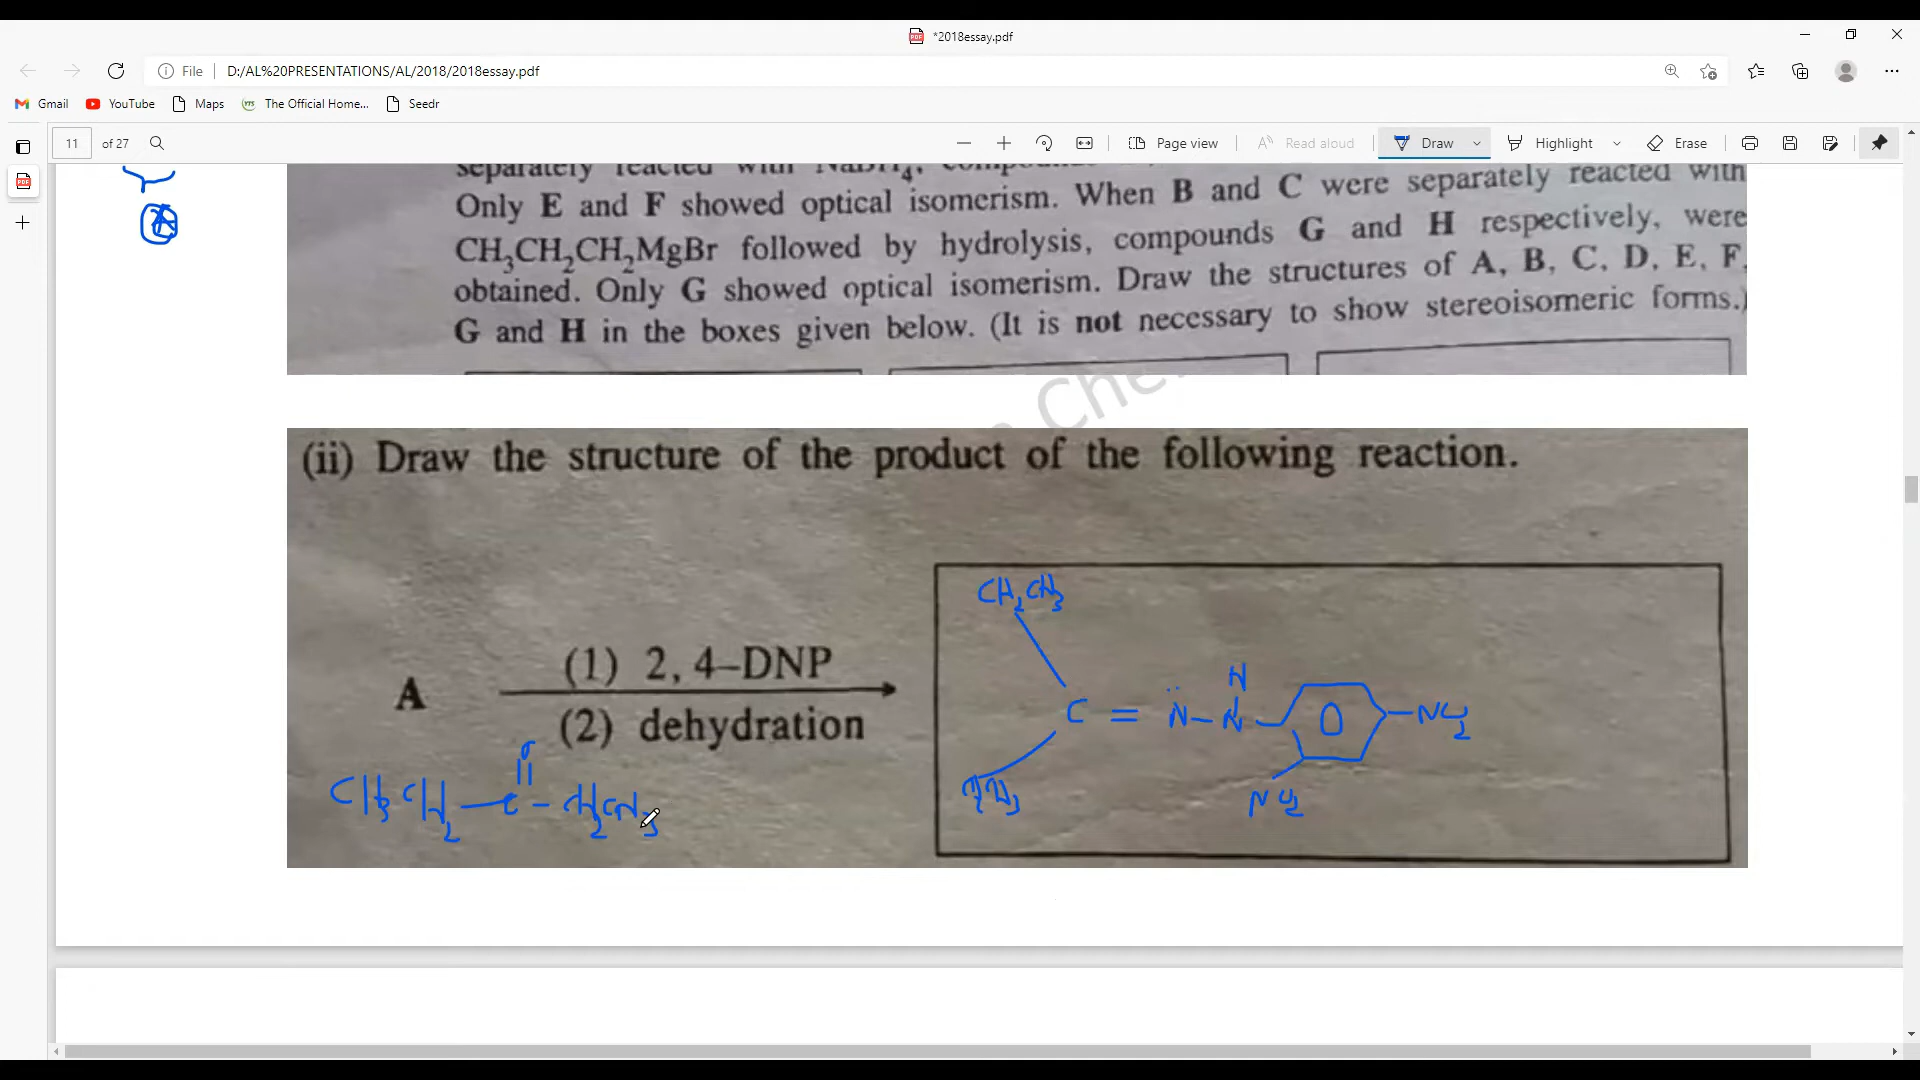 *2018essay.pdf
File D:/AL%20PRESENTATIONS/AL/2018/2018essay.pdf
Gmail YouTube Maps The Official Home... Seedr
11 of 27 Page view Read aloud Draw Highlight Erase
separately reacted with NaBH4,
Only E and F showed optical isomerism. When B and C were separately reacted with
CH3CH2CH2MgBr followed by hydrolysis, compounds G and H respectively, were
obtained. Only G showed optical isomerism. Draw the structures of A, B, C, D, E, F,
G and H in the boxes given below. (It is not necessary to show stereoisomeric forms.)
(ii) Draw the structure of the product of the following reaction.
CH2CH3
(1) 2, 4-DNP
A
(2) dehydration
H
C = N - N - NO2
NO2
O
CH3CH2 - C - CH2CH3